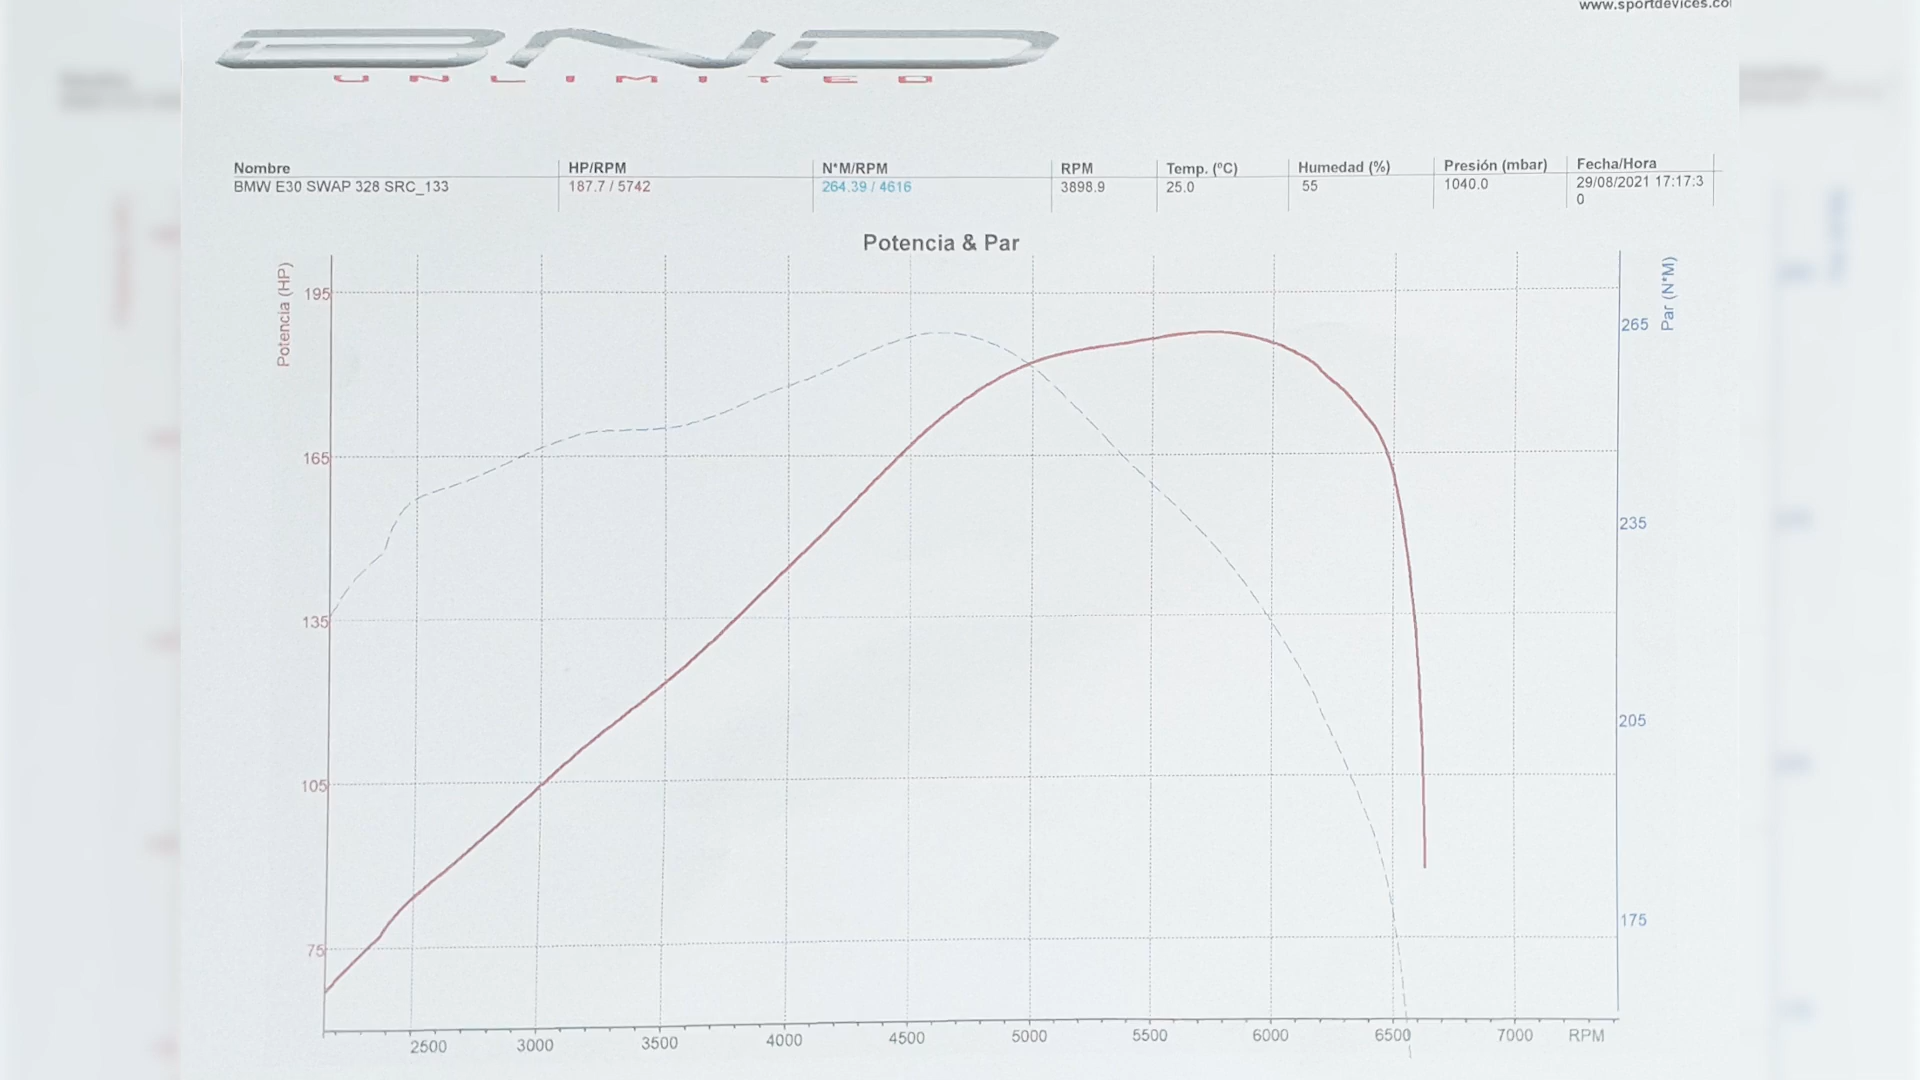 www.sportdevices.co
BND
UNLIMITED
Nombre HP/RPM N*M/RPM RPM Temp. (ºC) Humedad (%) Presión (mbar) Fecha/Hora
BMW E30 SWAP 328 SRC_133 187.7 / 5742 264.39 / 4616 3898.9 25.0 55 1040.0 29/08/2021 17:17:3
0
Potencia & Par
Potencia (HP)
195
165
135
105
75
Par (N*M)
265
235
205
175
2500 3000 3500 4000 4500 5000 5500 6000 6500 7000 RPM